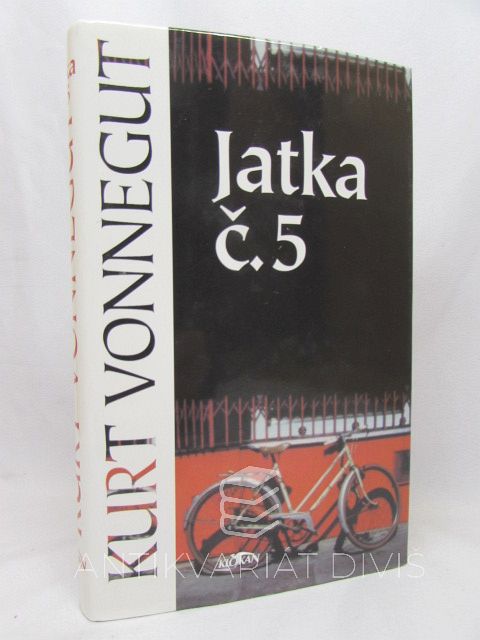 KURT VONNEGUT
Jatka
č. 5
KLOKAN
ANTIKVARIÁT DIVIŠ